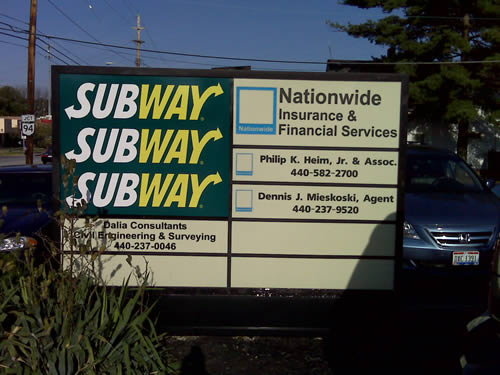 SUBWAY
SUBWAY
SUBWAY
Dalia Consultants
Civil Engineering & Surveying
440-237-0046
Nationwide
Nationwide
Insurance &
Financial Services
Philip K. Heim, Jr. & Assoc.
440-582-2700
Dennis J. Mieskoski, Agent
440-237-9520
94